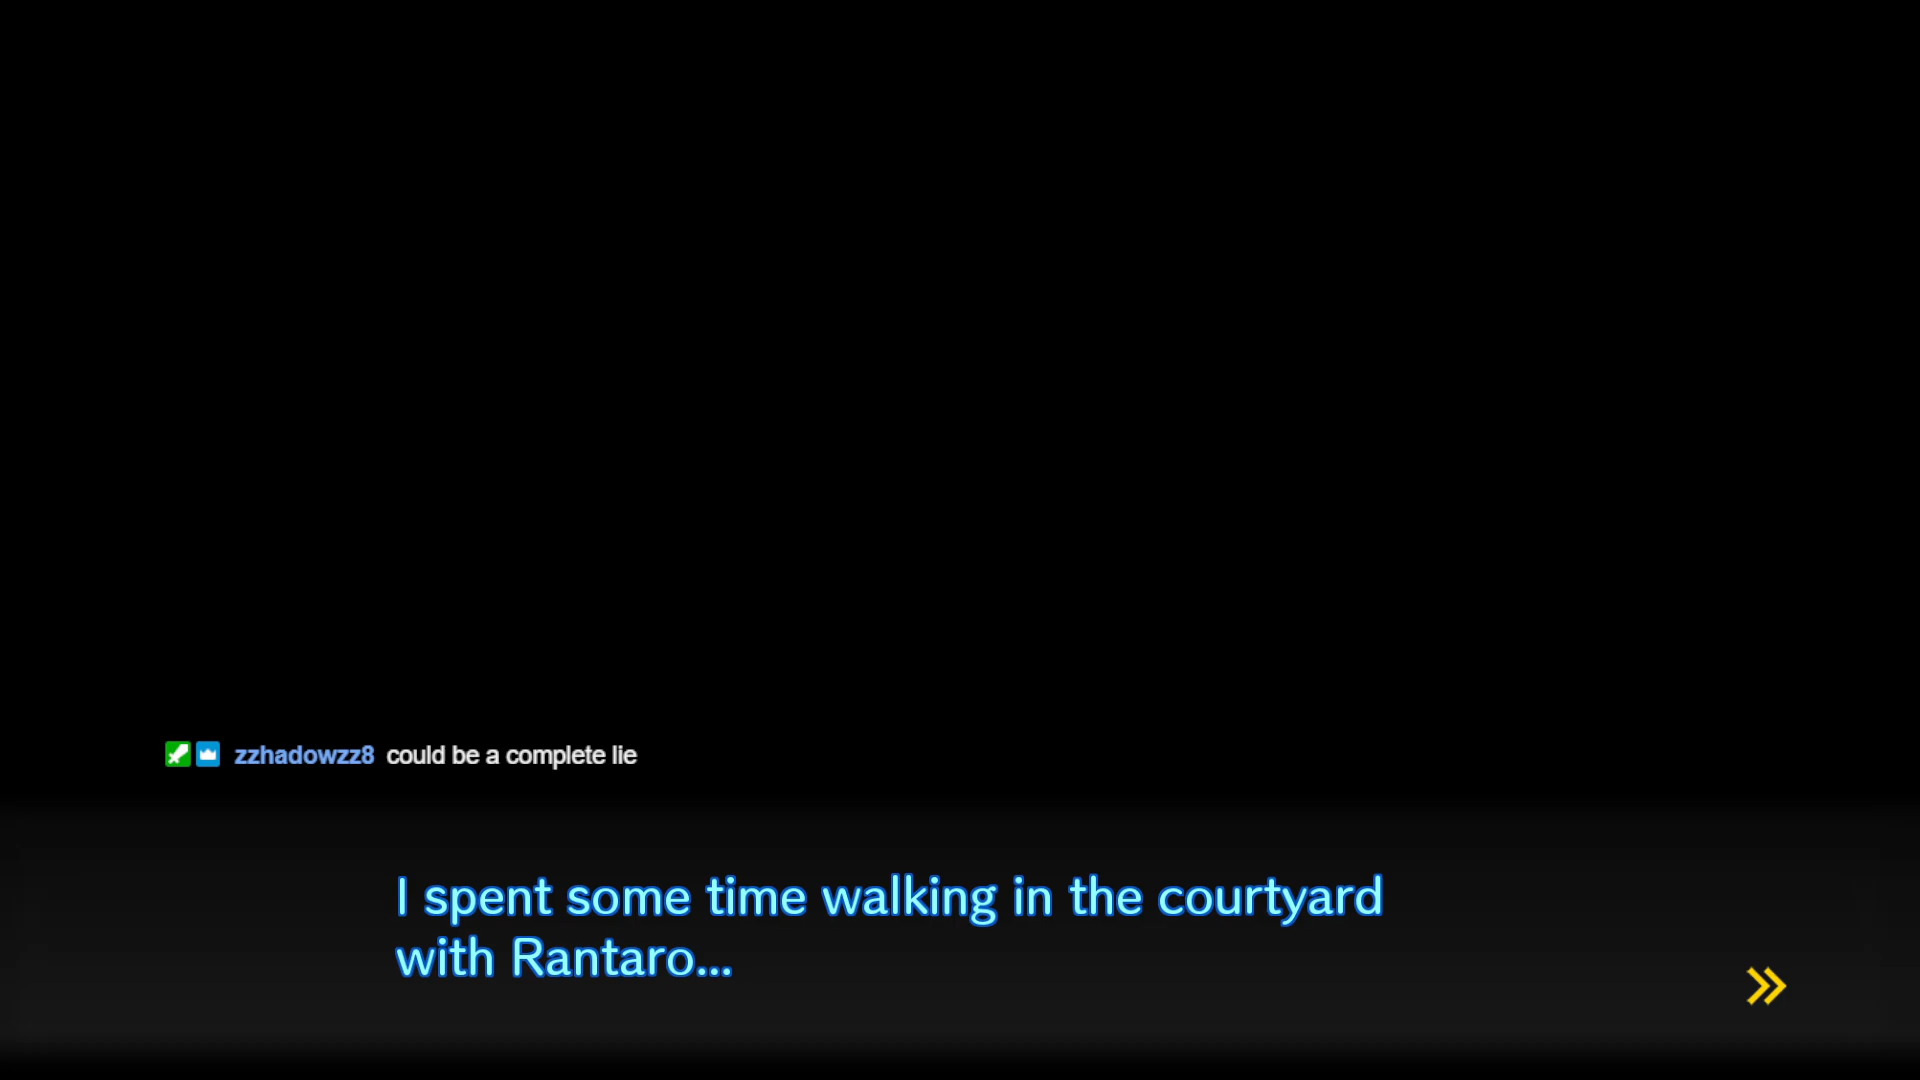 zzhadowzz8 could be a complete lie
I spent some time walking in the courtyard
with Rantaro...